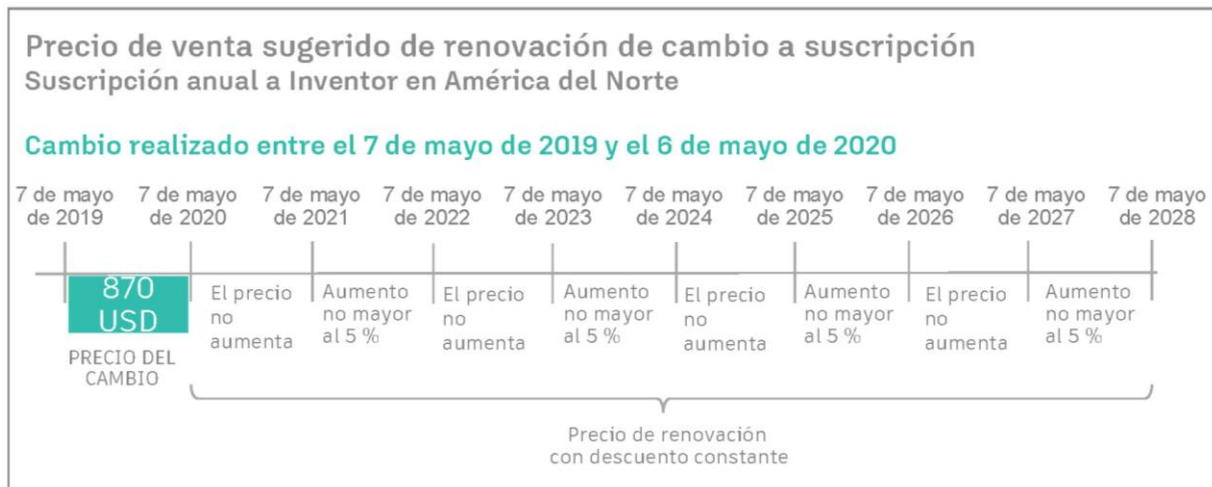 Precio de venta sugerido de renovación de cambio a suscripción
Suscripción anual a Inventor en América del Norte
Cambio realizado entre el 7 de mayo de 2019 y el 6 de mayo de 2020
7 de mayo de 2019
7 de mayo de 2020
7 de mayo de 2021
7 de mayo de 2022
7 de mayo de 2023
7 de mayo de 2024
7 de mayo de 2025
7 de mayo de 2026
7 de mayo de 2027
7 de mayo de 2028
870
USD
PRECIO DEL
CAMBIO
El precio
no
aumenta
Aumento
no mayor
al 5 %
El precio
no
aumenta
Aumento
no mayor
al 5 %
El precio
no
aumenta
Aumento
no mayor
al 5 %
El precio
no
aumenta
Aumento
no mayor
al 5 %
Precio de renovación
con descuento constante